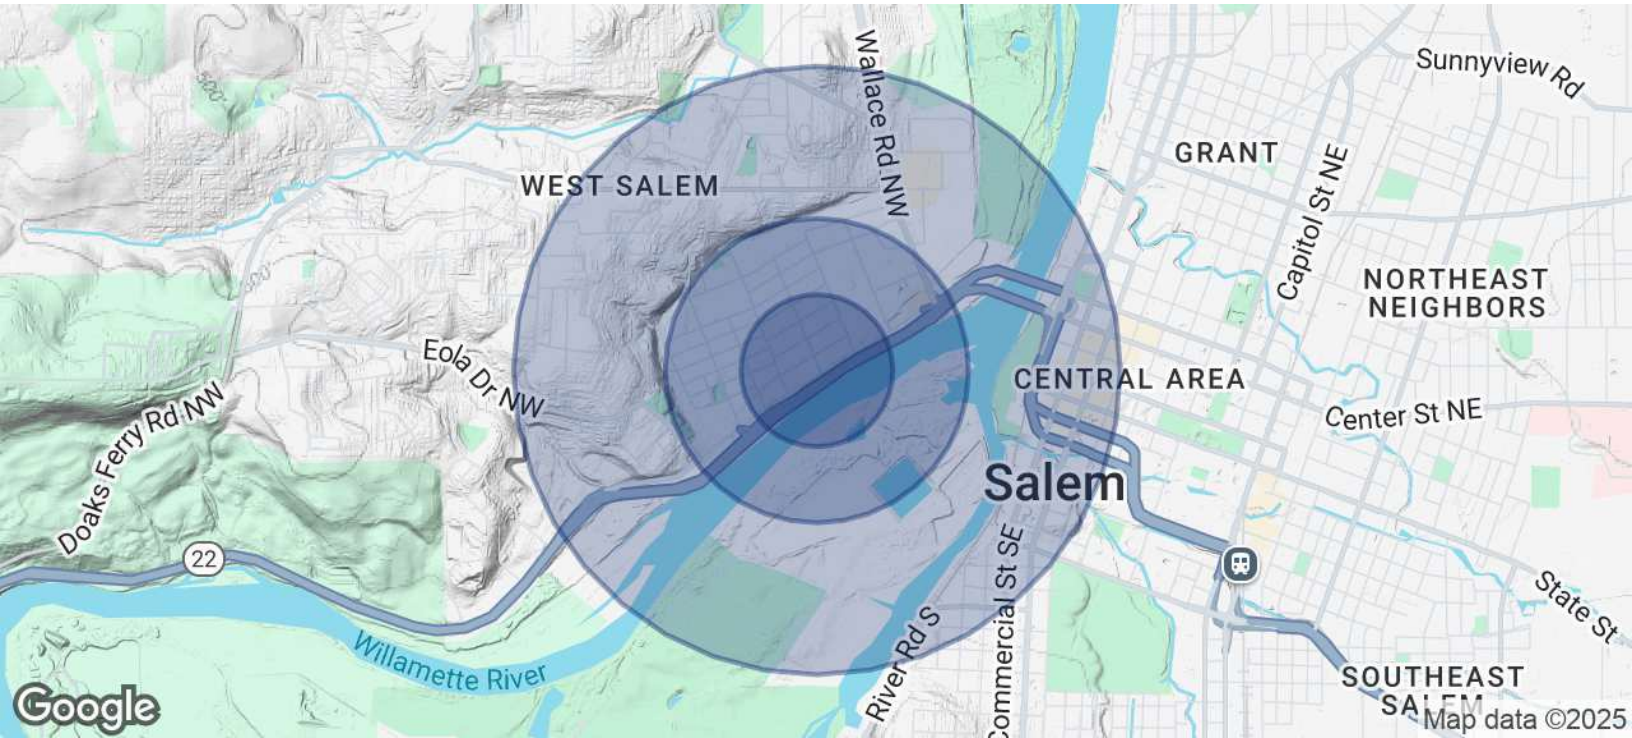 Wallace Rd NW
Sunnyview Rd
800'
GRANT
WEST SALEM
Capitol St NE
NORTHEAST
NEIGHBORS
Eola Dr NW
CENTRAL AREA
Doaks Ferry Rd NW
Center St NE
Salem
22
Commercial St SE
State St
River Rd S
Willamette River
SOUTHEAST
SALEM
Google
Map data ©2025